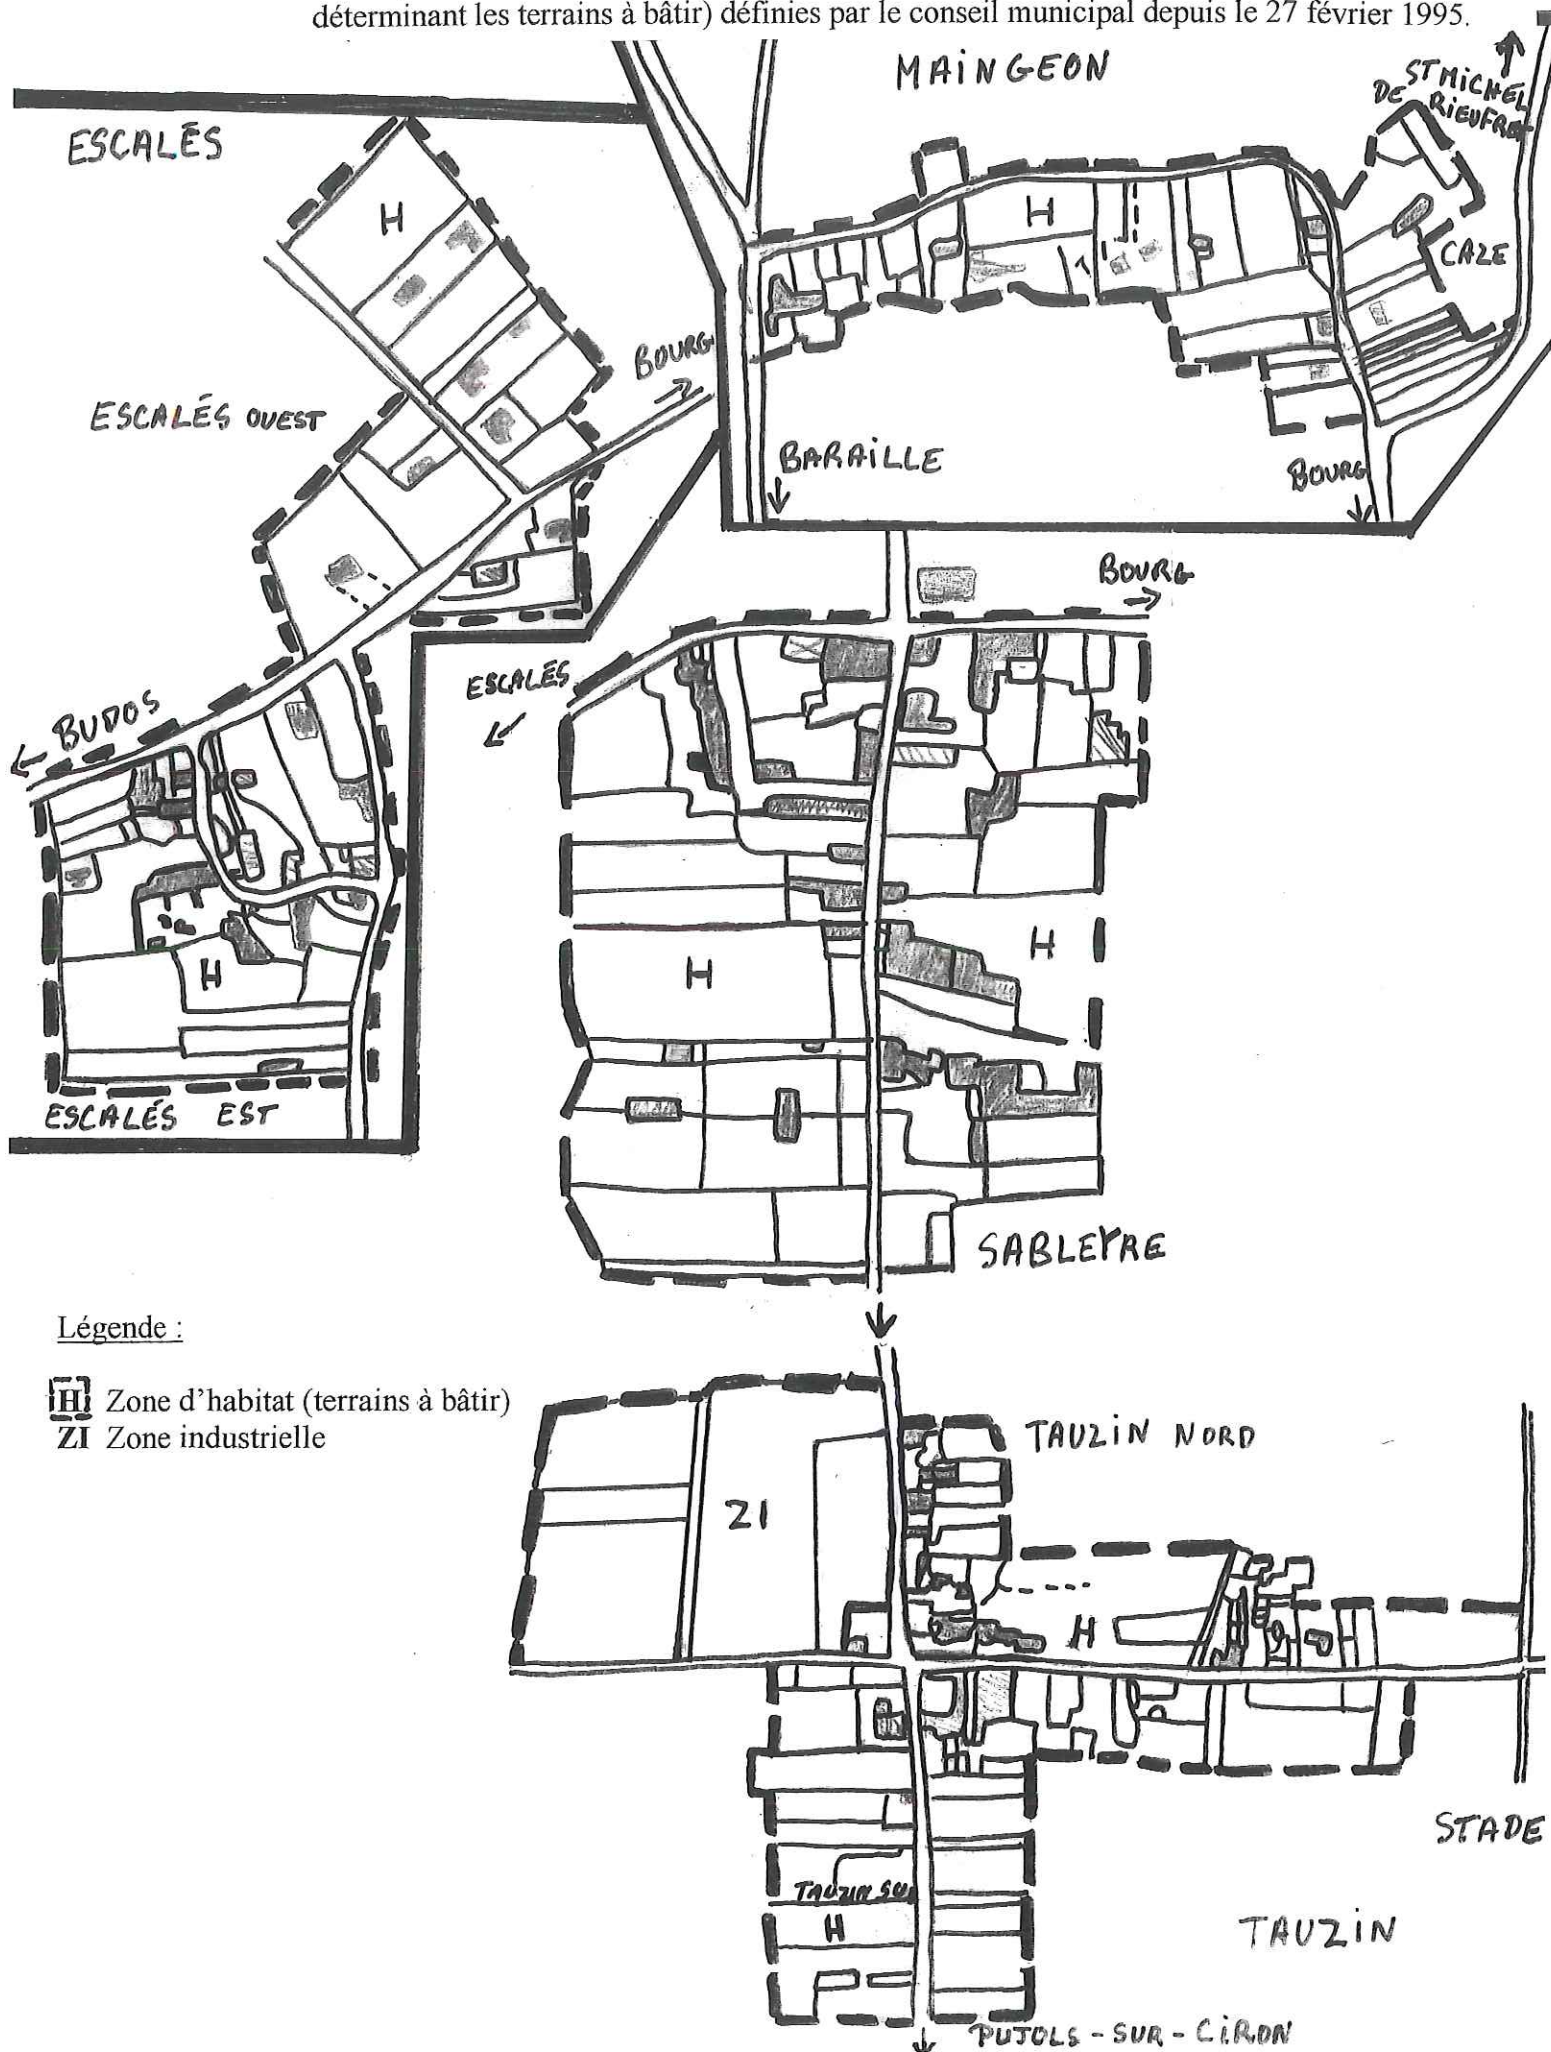 déterminant les terrains à bâtir) définies par le conseil municipal depuis le 27 février 1995.
MAINGEON
ST MICHEL
DE RIEUFRET
ESCALÉS
H
H
CAZE
BOURG
ESCALÉS OUEST
BARAILLE
BOURG
BOURG
ESCALÉS
BUDOS
H
H
H
ESCALÉS EST
SABLEYRE
Légende :
H Zone d'habitat (terrains à bâtir)
ZI Zone industrielle
TAUZIN NORD
ZI
H
STADE
TAUZIN SUD
H
TAUZIN
PUJOLS-SUR-CIRON